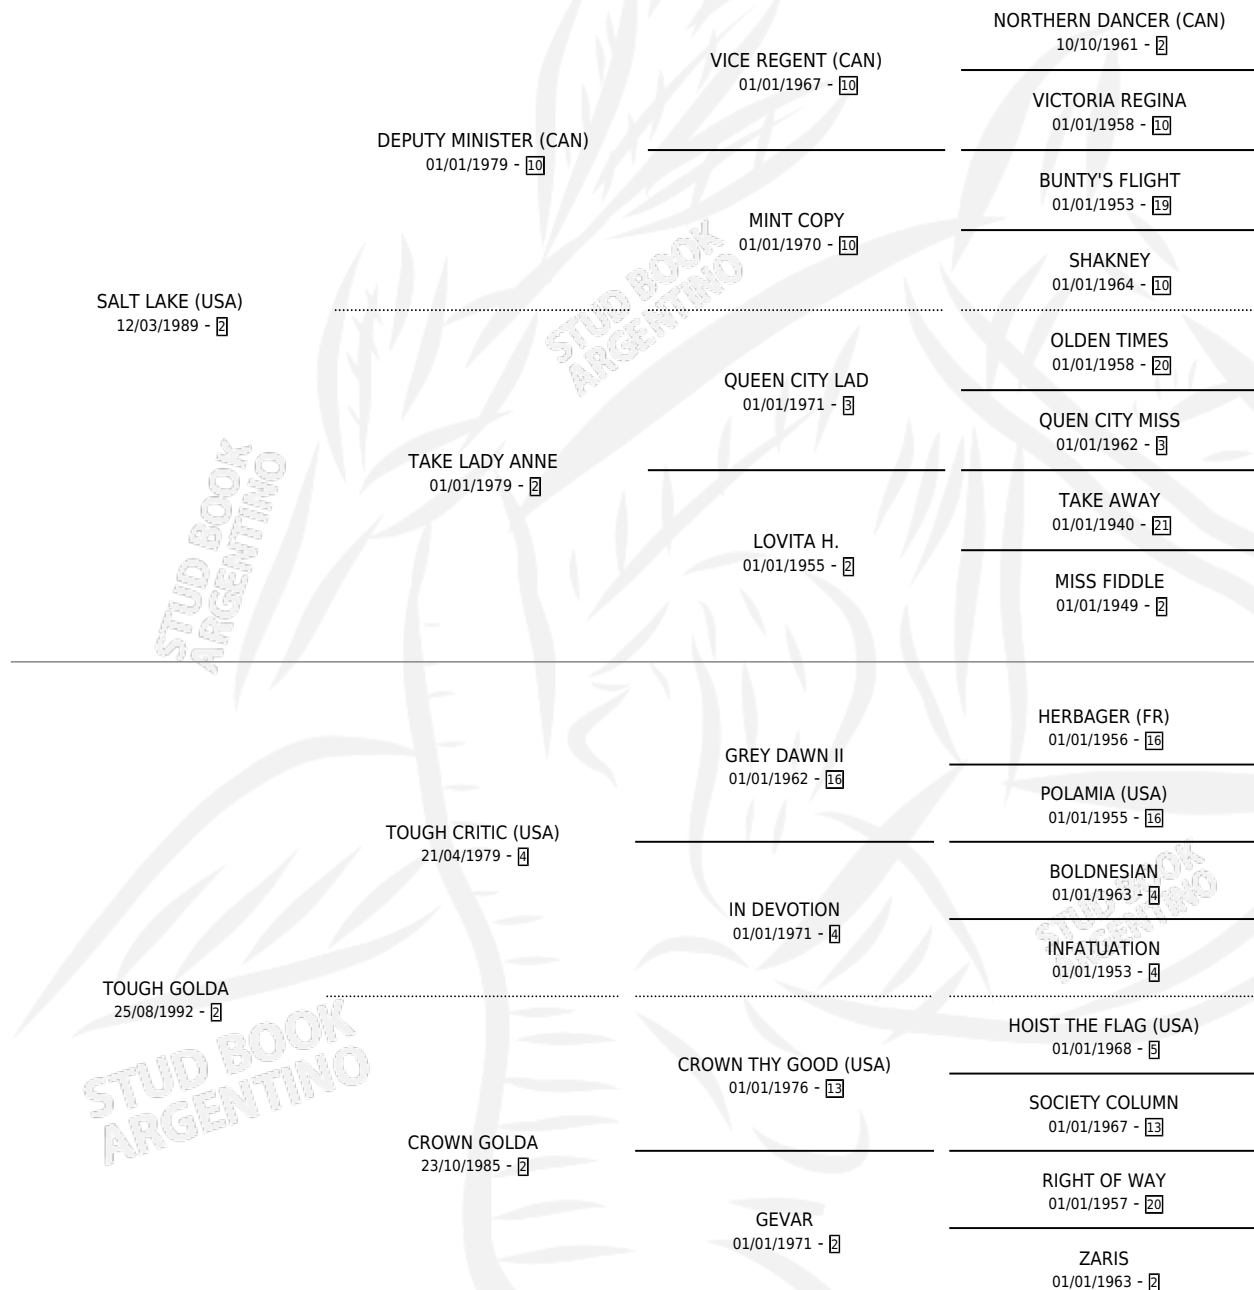 NORTHERN DANCER (CAN)
10/10/1961 - 2
VICE REGENT (CAN)
01/01/1967 - 10
VICTORIA REGINA
01/01/1958 - 10
DEPUTY MINISTER (CAN)
01/01/1979 - 10
BUNTY'S FLIGHT
01/01/1953 - 19
MINT COPY
01/01/1970 - 10
SHAKNEY
01/01/1964 - 10
SALT LAKE (USA)
12/03/1989 - 2
OLDEN TIMES
01/01/1958 - 20
QUEEN CITY LAD
01/01/1971 - 3
QUEN CITY MISS
01/01/1962 - 3
TAKE LADY ANNE
01/01/1979 - 2
TAKE AWAY
01/01/1940 - 21
LOVITA H.
01/01/1955 - 2
MISS FIDDLE
01/01/1949 - 2
HERBAGER (FR)
01/01/1956 - 16
GREY DAWN II
01/01/1962 - 16
POLAMIA (USA)
01/01/1955 - 16
TOUGH CRITIC (USA)
21/04/1979 - 4
BOLDNESIAN
01/01/1963 - 4
IN DEVOTION
01/01/1971 - 4
INFATUATION
01/01/1953 - 4
TOUGH GOLDA
25/08/1992 - 2
HOIST THE FLAG (USA)
01/01/1968 - 5
CROWN THY GOOD (USA)
01/01/1976 - 13
SOCIETY COLUMN
01/01/1967 - 13
CROWN GOLDA
23/10/1985 - 2
RIGHT OF WAY
01/01/1957 - 20
GEVAR
01/01/1971 - 2
ZARIS
01/01/1963 - 2
STUD BOOK
ARGENTINO
STUD BOOK
ARGENTINO
STUD BOOK
ARGENTINO
STUD BOOK
ARGENTINO